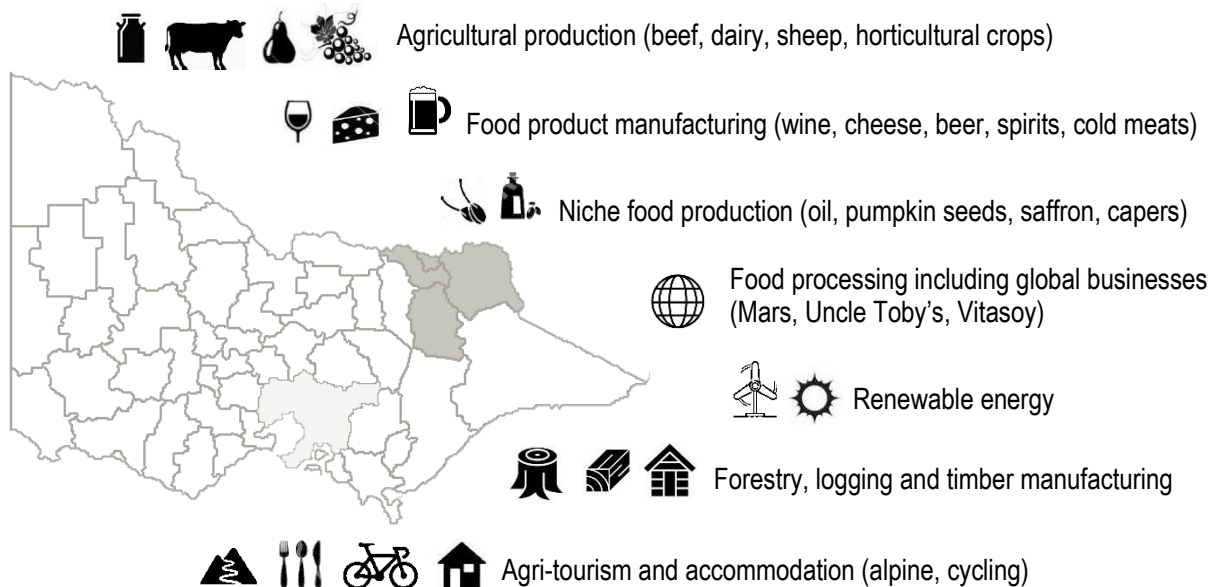 Agricultural production (beef, dairy, sheep, horticultural crops)
Food product manufacturing (wine, cheese, beer, spirits, cold meats)
Niche food production (oil, pumpkin seeds, saffron, capers)
Food processing including global businesses
(Mars, Uncle Toby's, Vitasoy)
Renewable energy
Forestry, logging and timber manufacturing
Agri-tourism and accommodation (alpine, cycling)